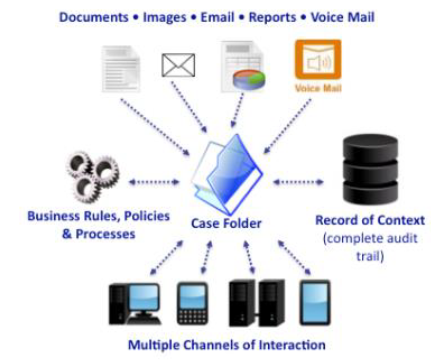 Documents • Images • Email • Reports • Voice Mail
Voice Mail
Business Rules, Policies
& Processes
Case Folder
Record of Context
(complete audit
trail)
Multiple Channels of Interaction